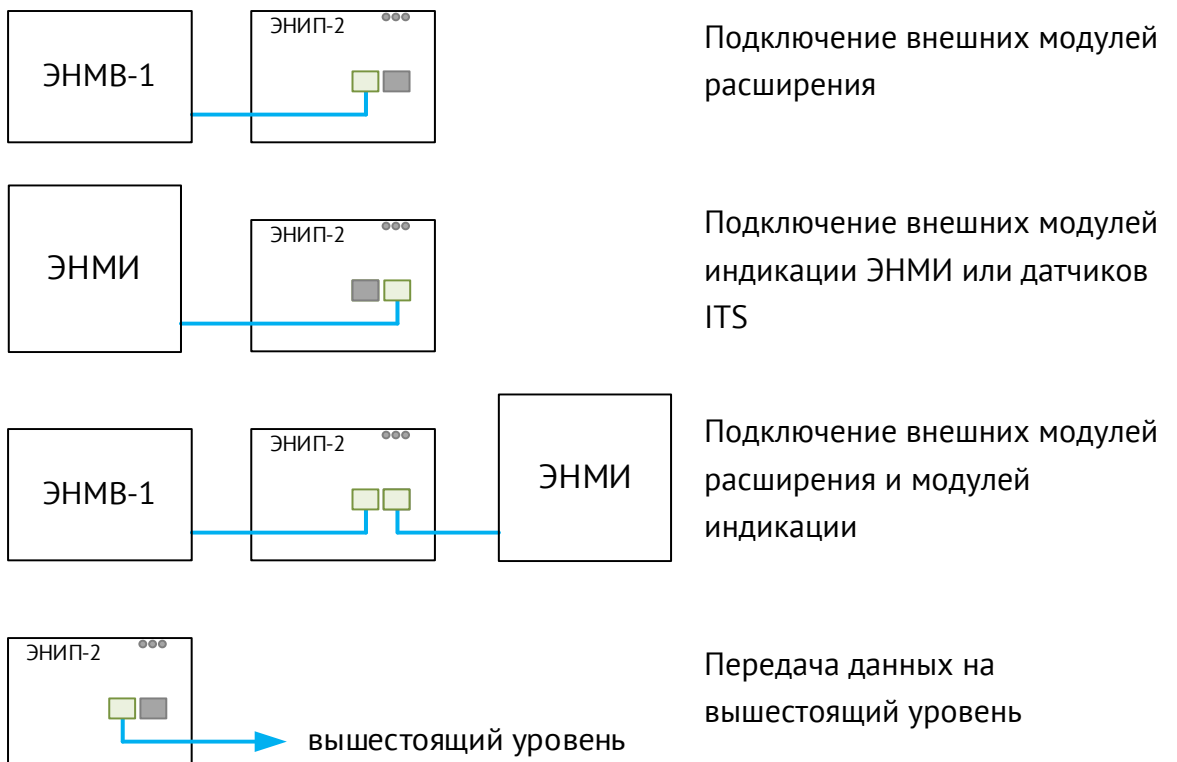 ЭНМВ-1
ЭНИП-2
Подключение внешних модулей
расширения
ЭНМИ
ЭНИП-2
Подключение внешних модулей
индикации ЭНМИ или датчиков
ITS
ЭНМВ-1
ЭНИП-2
ЭНМИ
Подключение внешних модулей
расширения и модулей
индикации
ЭНИП-2
вышестоящий уровень
Передача данных на
вышестоящий уровень